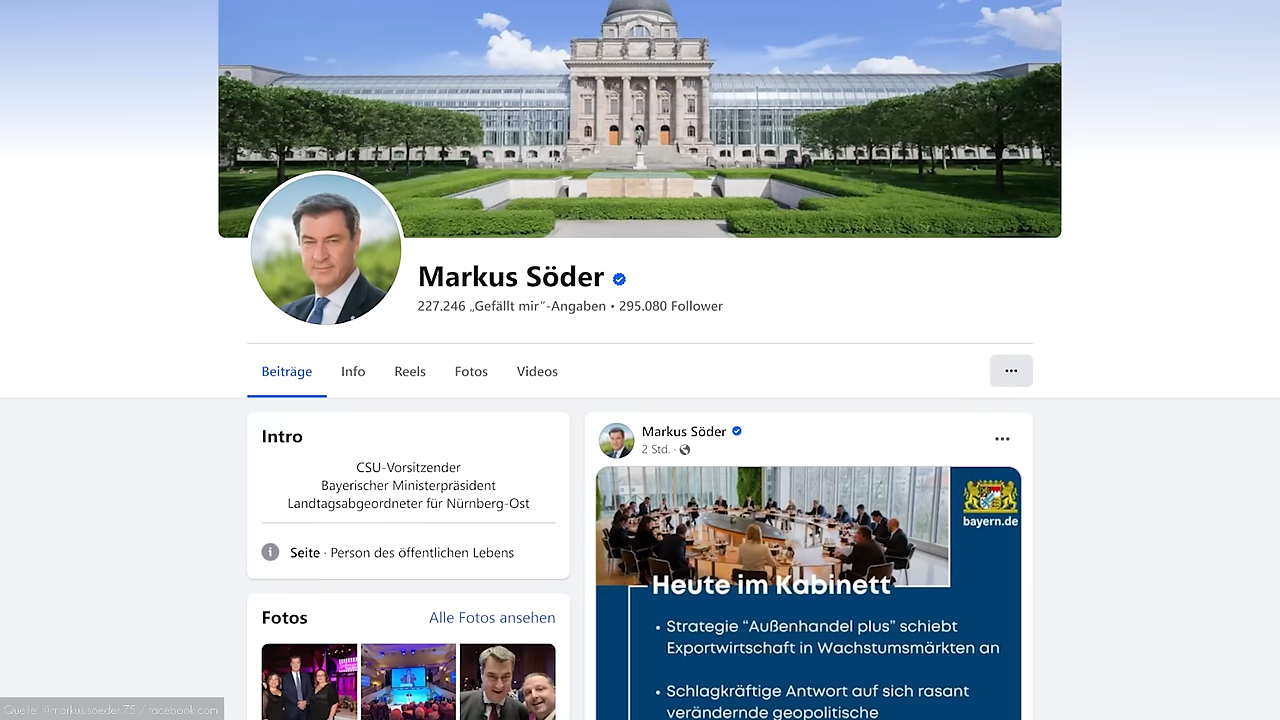 Markus Söder
227.246 „Gefällt mir“-Angaben • 295.080 Follower
Beiträge
Info
Reels
Fotos
Videos
Intro
CSU-Vorsitzender
Bayerischer Ministerpräsident
Landtagsabgeordneter für Nürnberg-Ost
Seite · Person des öffentlichen Lebens
Fotos
Alle Fotos ansehen
Markus Söder
2 Std. ·
bayern.de
Heute im Kabinett
• Strategie “Außenhandel plus” schiebt
Exportwirtschaft in Wachstumsmärkten an
• Schlagkräftige Antwort auf sich rasant
verändernde geopolitische
Quelle: @markus.soeder.75 / facebook.com